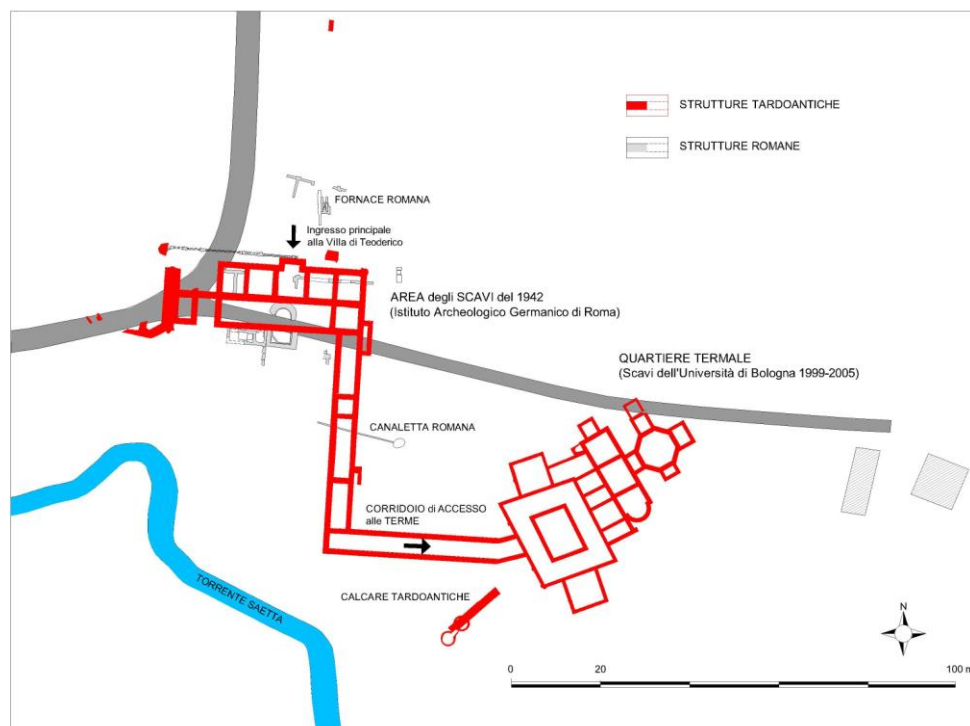 STRUTTURE TARDOANTICHE
STRUTTURE ROMANE
FORNACE ROMANA
Ingresso principale
alla Villa di Teoderico
AREA degli SCAVI del 1942
(Istituto Archeologico Germanico di Roma)
QUARTIERE TERMALE
(Scavi dell'Università di Bologna 1999-2005)
CANALETTA ROMANA
CORRIDOIO di ACCESSO
alle TERME
TORRENTE SAETTA
CALCARE TARDOANTICHE
N
0 20 100 m